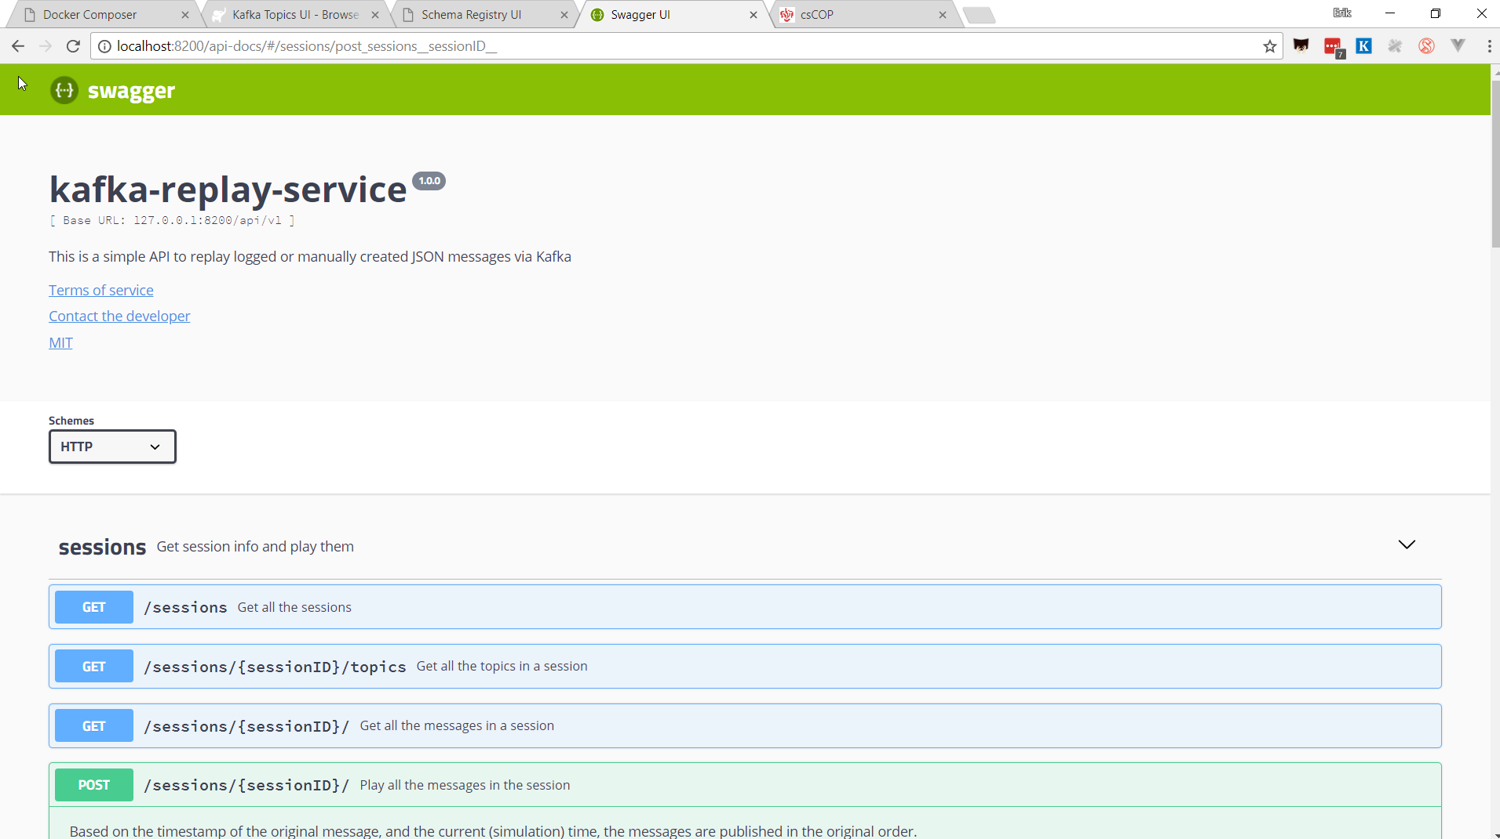 Docker Composer
Kafka Topics UI - Browse
Schema Registry UI
Swagger UI
csCOP
Erik
localhost:8200/api-docs/#/sessions/post_sessions__sessionID__
7
K
{···} swagger
kafka-replay-service 1.0.0
[ Base URL: 127.0.0.1:8200/api/v1 ]
This is a simple API to replay logged or manually created JSON messages via Kafka
Terms of service
Contact the developer
MIT
Schemes
HTTP
sessions Get session info and play them
GET /sessions Get all the sessions
GET /sessions/{sessionID}/topics Get all the topics in a session
GET /sessions/{sessionID}/ Get all the messages in a session
POST /sessions/{sessionID}/ Play all the messages in the session
Based on the timestamp of the original message, and the current (simulation) time, the messages are published in the original order.